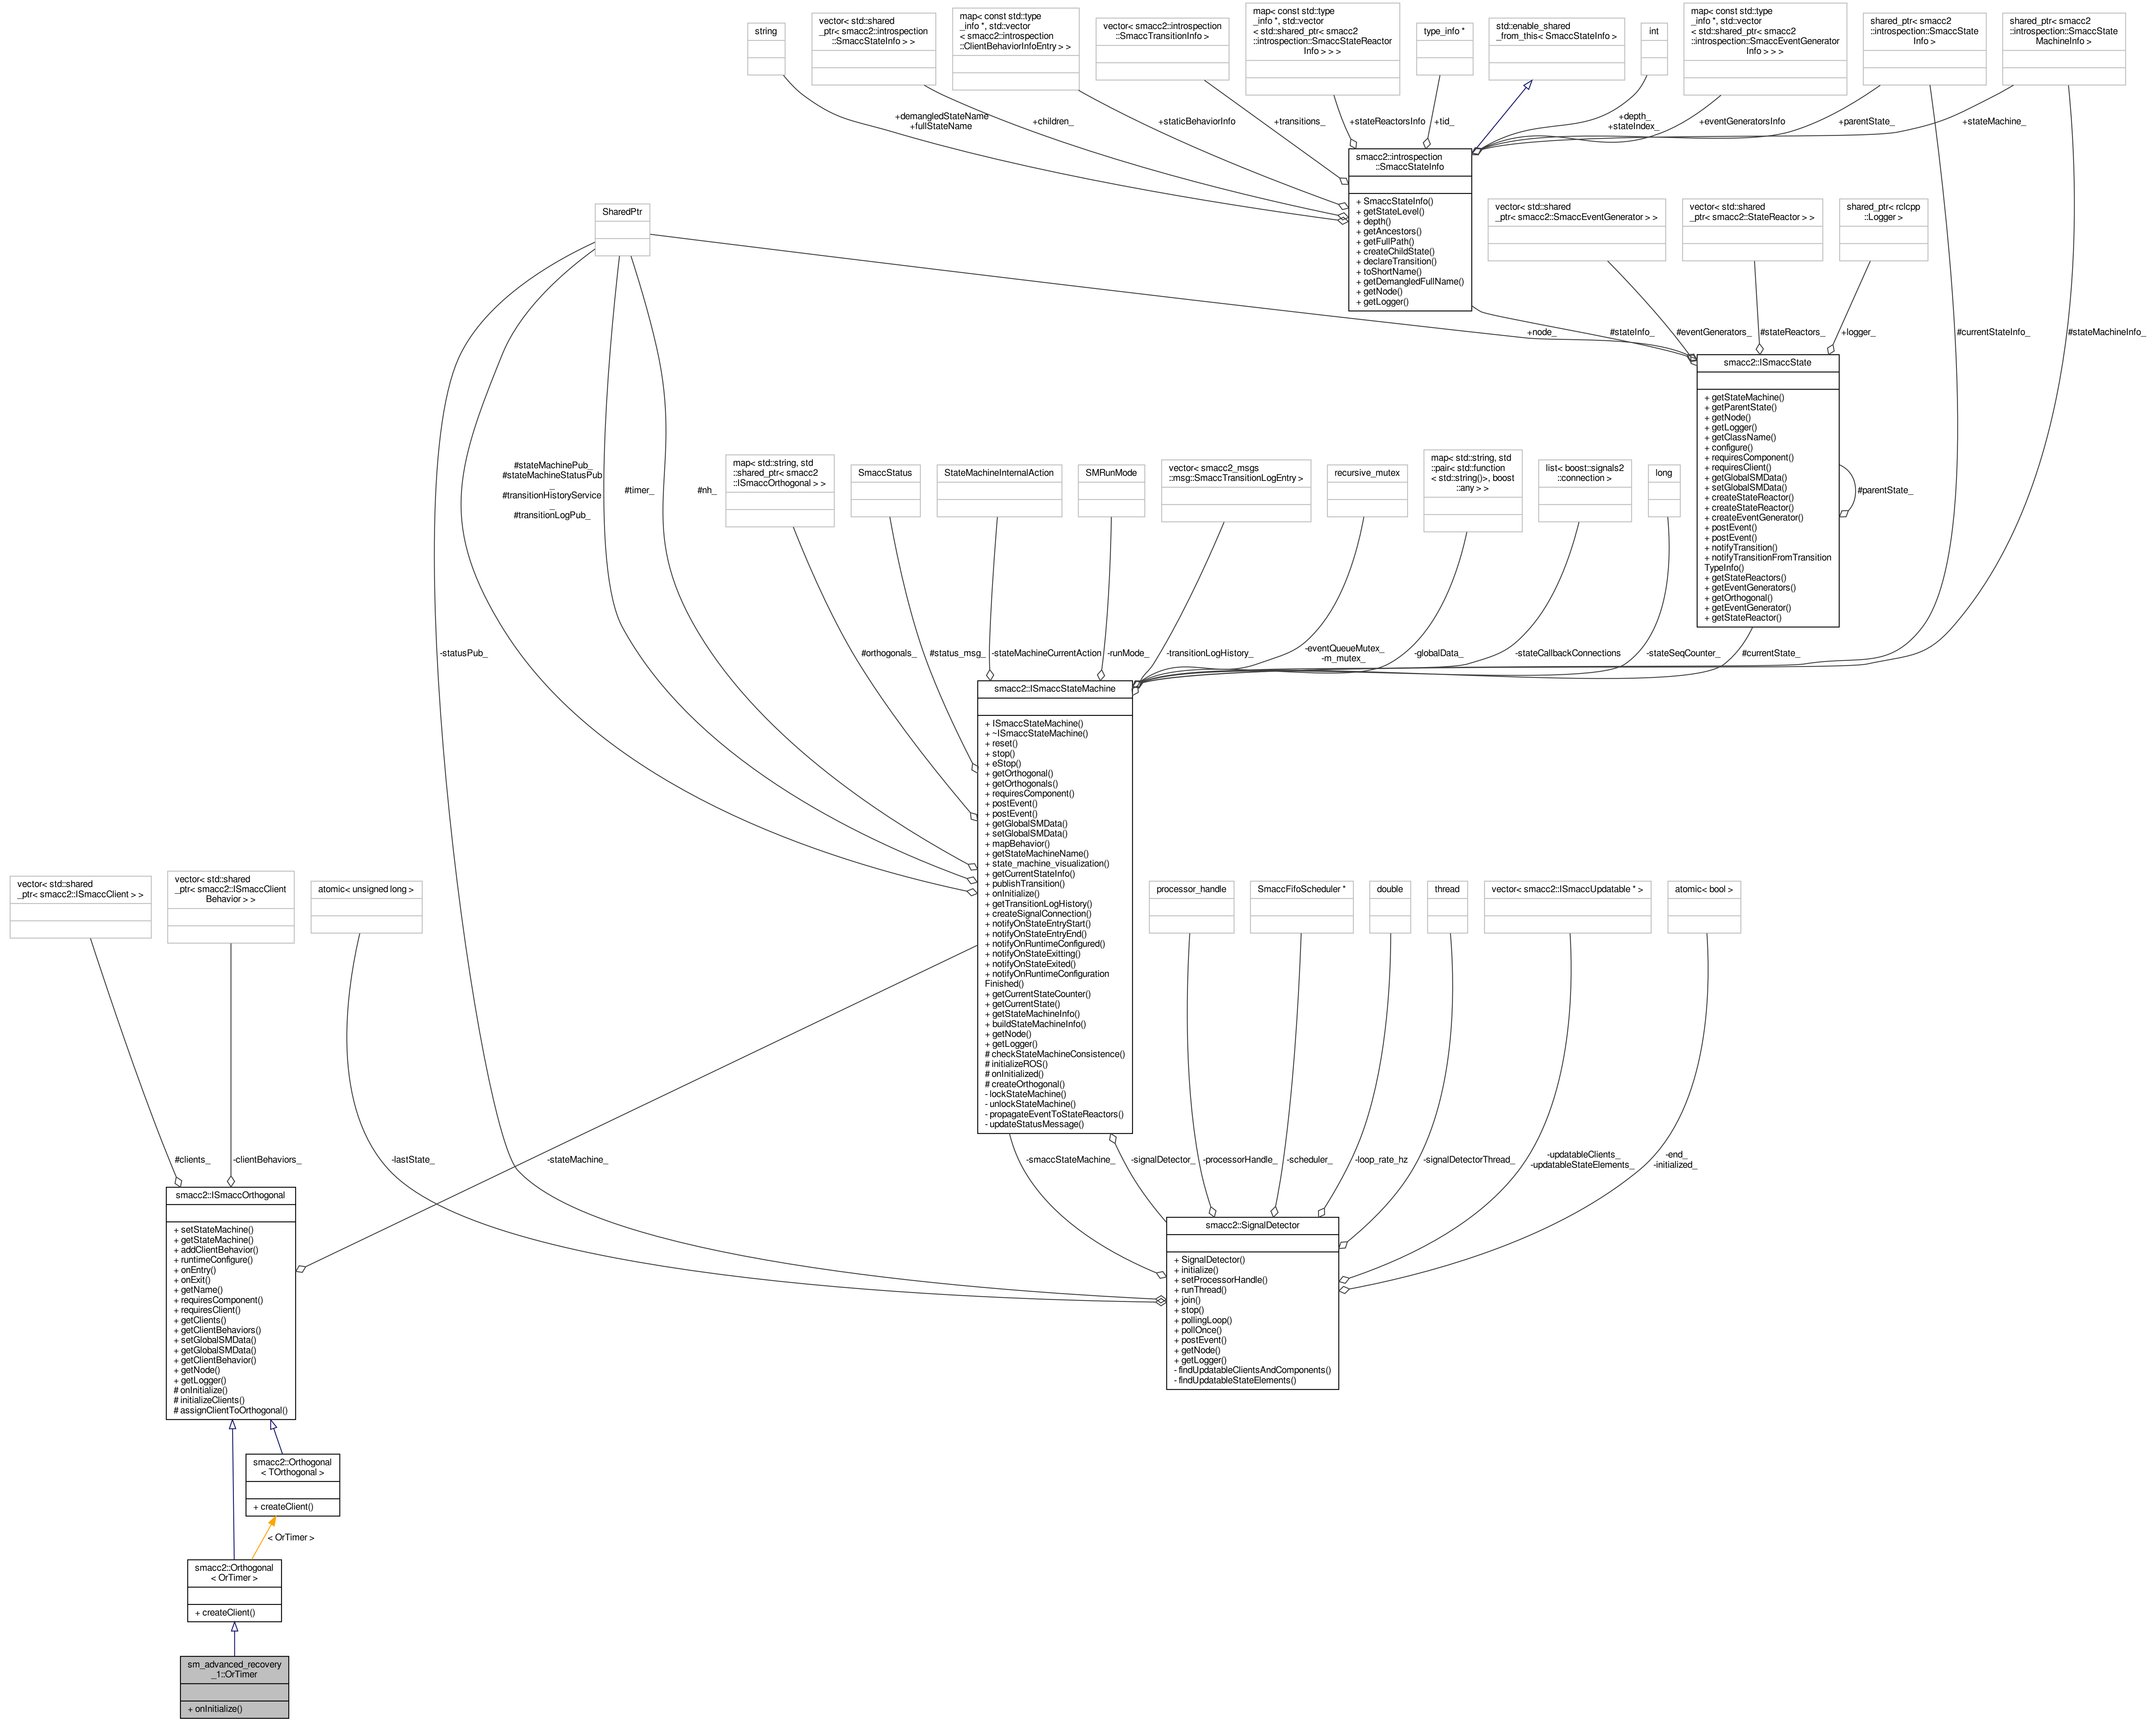 string
vector< std::shared
_ptr< smacc2::introspection
::SmaccStateInfo > >
map< const std::type
_info *, std::vector
< smacc2::introspection
::ClientBehaviorInfoEntry > >
vector< smacc2::introspection
::SmaccTransitionInfo >
map< const std::type
_info *, std::vector
< std::shared_ptr< smacc2
::introspection::SmaccStateReactor
Info > > >
type_info *
std::enable_shared
_from_this< SmaccStateInfo >
int
map< const std::type
_info *, std::vector
< std::shared_ptr< smacc2
::introspection::SmaccEventGenerator
Info > > >
shared_ptr< smacc2
::introspection::SmaccState
Info >
shared_ptr< smacc2
::introspection::SmaccState
MachineInfo >
+demangledStateName
+fullStateName
+children_
+staticBehaviorInfo
+transitions_
+stateReactorsInfo
+tid_
+depth_
+stateIndex_
+eventGeneratorsInfo
+parentState_
+stateMachine_
smacc2::introspection
::SmaccStateInfo
+ SmaccStateInfo()
+ getStateLevel()
+ depth()
+ getAncestors()
+ getFullPath()
+ createChildState()
+ declareTransition()
+ toShortName()
+ getDemangledFullName()
+ getNode()
+ getLogger()
SharedPtr
vector< std::shared
_ptr< smacc2::SmaccEventGenerator > >
vector< std::shared
_ptr< smacc2::StateReactor > >
shared_ptr< rclcpp
::Logger >
+node_
#stateInfo_
#eventGenerators_
#stateReactors_
+logger_
#currentStateInfo_
#stateMachineInfo_
smacc2::ISmaccState
+ getStateMachine()
+ getParentState()
+ getNode()
+ getLogger()
+ getClassName()
+ configure()
+ requiresComponent()
+ requiresClient()
+ getGlobalSMData()
+ setGlobalSMData()
+ createStateReactor()
+ createStateReactor()
+ createEventGenerator()
+ postEvent()
+ postEvent()
+ notifyTransition()
+ notifyTransitionFromTransition
TypeInfo()
+ getStateReactors()
+ getEventGenerators()
+ getOrthogonal()
+ getEventGenerator()
+ getStateReactor()
#parentState_
#stateMachinePub_
#stateMachineStatusPub
_
#transitionHistoryService
_
#transitionLogPub_
#timer_
#nh_
map< std::string, std
::shared_ptr< smacc2
::ISmaccOrthogonal > >
SmaccStatus
StateMachineInternalAction
SMRunMode
vector< smacc2_msgs
::msg::SmaccTransitionLogEntry >
recursive_mutex
map< std::string, std
::pair< std::function
< std::string()>, boost
::any > >
list< boost::signals2
::connection >
long
-statusPub_
#orthogonals_
#status_msg_
-stateMachineCurrentAction
-runMode_
-transitionLogHistory_
-eventQueueMutex_
-m_mutex_
-globalData_
-stateCallbackConnections
-stateSeqCounter_
#currentState_
smacc2::ISmaccStateMachine
+ ISmaccStateMachine()
+ ~ISmaccStateMachine()
+ reset()
+ stop()
+ eStop()
+ getOrthogonal()
+ getOrthogonals()
+ requiresComponent()
+ postEvent()
+ postEvent()
+ getGlobalSMData()
+ setGlobalSMData()
+ mapBehavior()
+ getStateMachineName()
+ state_machine_visualization()
+ getCurrentStateInfo()
+ publishTransition()
+ onInitialize()
+ getTransitionLogHistory()
+ createSignalConnection()
+ notifyOnStateEntryStart()
+ notifyOnStateEntryEnd()
+ notifyOnRuntimeConfigured()
+ notifyOnStateExitting()
+ notifyOnStateExited()
+ notifyOnRuntimeConfiguration
Finished()
+ getCurrentStateCounter()
+ getCurrentState()
+ getStateMachineInfo()
+ buildStateMachineInfo()
+ getNode()
+ getLogger()
# checkStateMachineConsistence()
# initializeROS()
# onInitialized()
# createOrthogonal()
- lockStateMachine()
- unlockStateMachine()
- propagateEventToStateReactors()
- updateStatusMessage()
vector< std::shared
_ptr< smacc2::ISmaccClient > >
vector< std::shared
_ptr< smacc2::ISmaccClient
Behavior > >
atomic< unsigned long >
processor_handle
SmaccFifoScheduler *
double
thread
vector< smacc2::ISmaccUpdatable * >
atomic< bool >
#clients_
-clientBehaviors_
-lastState_
-stateMachine_
-smaccStateMachine_
-signalDetector_
-processorHandle_
-scheduler_
-loop_rate_hz
-signalDetectorThread_
-updatableClients_
-updatableStateElements_
-end_
-initialized_
smacc2::ISmaccOrthogonal
+ setStateMachine()
+ getStateMachine()
+ addClientBehavior()
+ runtimeConfigure()
+ onEntry()
+ onExit()
+ getName()
+ requiresComponent()
+ requiresClient()
+ getClients()
+ getClientBehaviors()
+ setGlobalSMData()
+ getGlobalSMData()
+ getClientBehavior()
+ getNode()
+ getLogger()
# onInitialize()
# initializeClients()
# assignClientToOrthogonal()
smacc2::SignalDetector
+ SignalDetector()
+ initialize()
+ setProcessorHandle()
+ runThread()
+ join()
+ stop()
+ pollingLoop()
+ pollOnce()
+ postEvent()
+ getNode()
+ getLogger()
- findUpdatableClientsAndComponents()
- findUpdatableStateElements()
smacc2::Orthogonal
< TOrthogonal >
+ createClient()
< OrTimer >
smacc2::Orthogonal
< OrTimer >
+ createClient()
sm_advanced_recovery
_1::OrTimer
+ onInitialize()